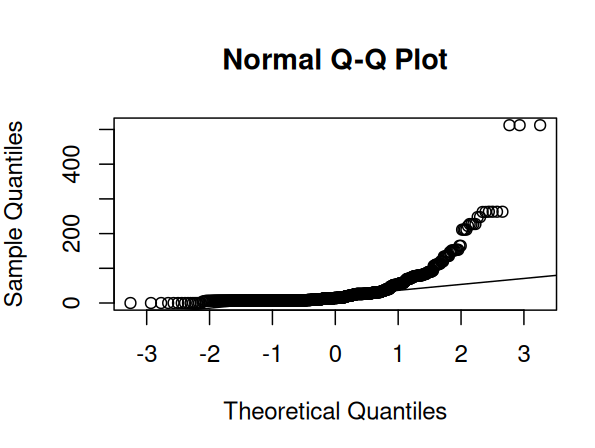 Normal Q-Q Plot
Sample Quantiles
400
200
0
-3 -2 -1 0 1 2 3
Theoretical Quantiles